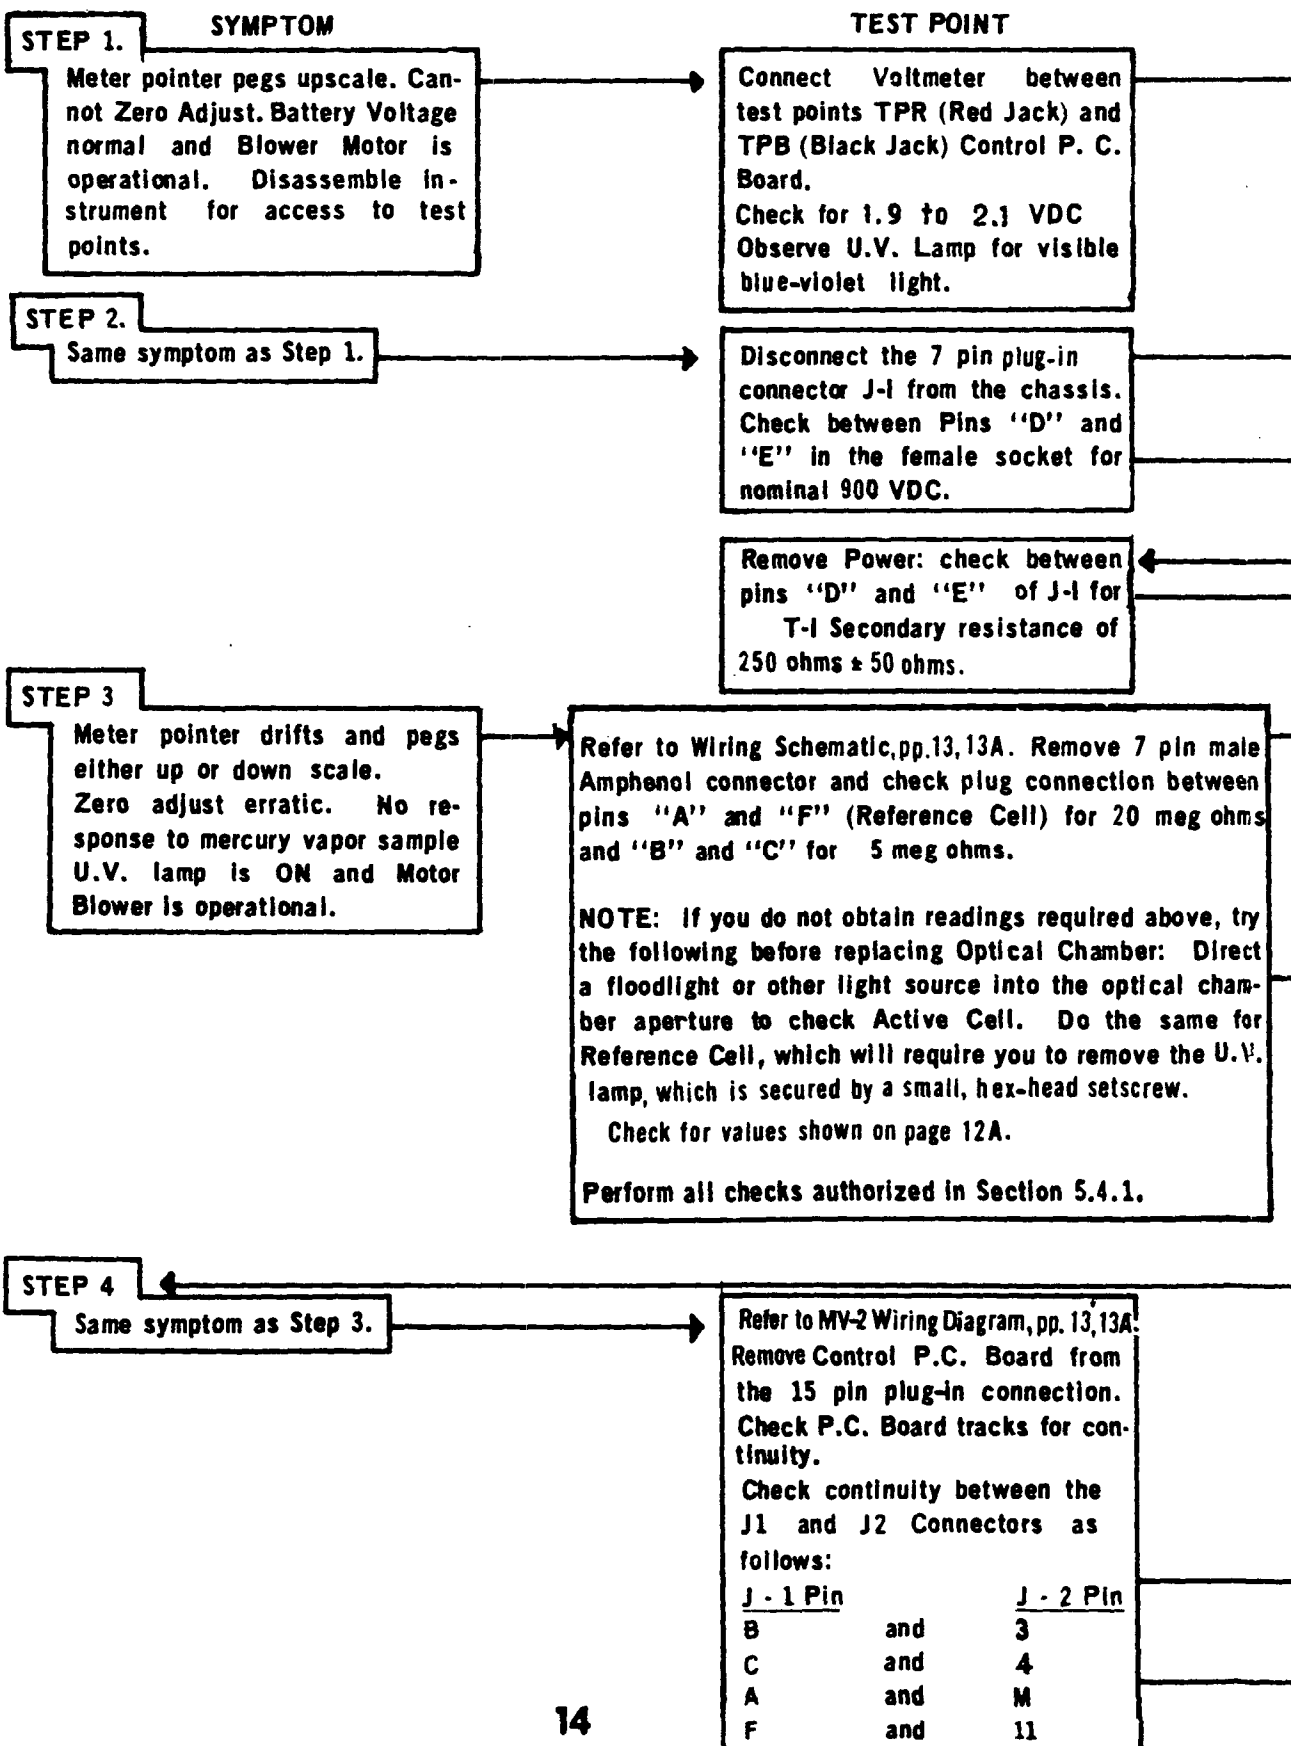 SYMPTOM
TEST POINT
STEP 1.
Meter pointer pegs upscale. Can-
not Zero Adjust. Battery Voltage
normal and Blower Motor is
operational. Disassemble in-
strument for access to test
points.
Connect Voltmeter between
test points TPR (Red Jack) and
TPB (Black Jack) Control P. C.
Board.
Check for 1.9 to 2.1 VDC
Observe U.V. Lamp for visible
blue-violet light.
STEP 2.
Same symptom as Step 1.
Disconnect the 7 pin plug-in
connector J-1 from the chassis.
Check between Pins "D" and
"E" in the female socket for
nominal 900 VDC.
Remove Power: check between
pins "D" and "E" of J-1 for
T-1 Secondary resistance of
250 ohms ± 50 ohms.
STEP 3
Meter pointer drifts and pegs
either up or down scale.
Zero adjust erratic. No re-
sponse to mercury vapor sample
U.V. lamp is ON and Motor
Blower is operational.
Refer to Wiring Schematic,pp.13,13A. Remove 7 pin male
Amphenol connector and check plug connection between
pins "A" and "F" (Reference Cell) for 20 meg ohms
and "B" and "C" for 5 meg ohms.
NOTE: If you do not obtain readings required above, try
the following before replacing Optical Chamber: Direct
a floodlight or other light source into the optical cham-
ber aperture to check Active Cell. Do the same for
Reference Cell, which will require you to remove the U.V.
lamp, which is secured by a small, hex-head setscrew.
Check for values shown on page 12A.
Perform all checks authorized in Section 5.4.1.
STEP 4
Same symptom as Step 3.
Refer to MV-2 Wiring Diagram, pp. 13,13A.
Remove Control P.C. Board from
the 15 pin plug-in connection.
Check P.C. Board tracks for con-
tinuity.
Check continuity between the
J1 and J2 Connectors as
follows:
J - 1 Pin J - 2 Pin
B and 3
C and 4
A and M
F and 11
14